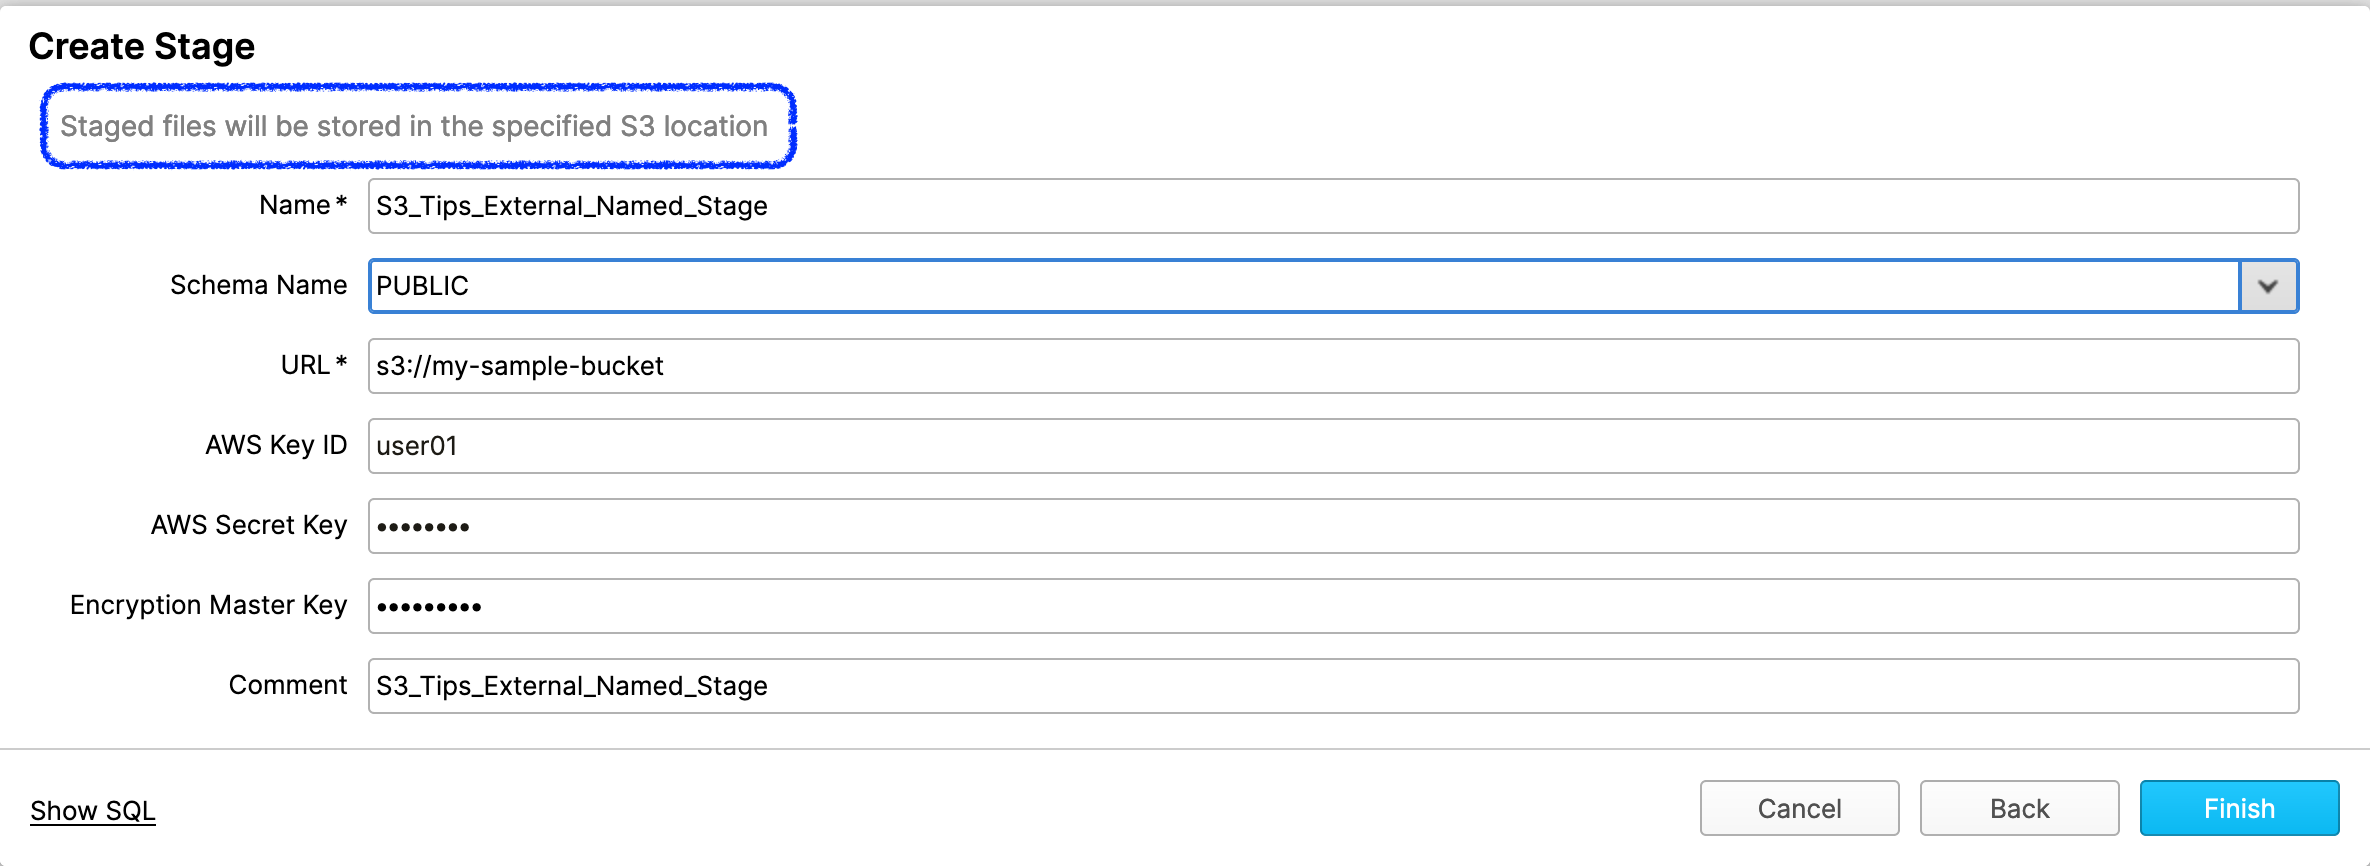 Create Stage
Staged files will be stored in the specified S3 location
Name* S3_Tips_External_Named_Stage
Schema Name PUBLIC
URL* s3://my-sample-bucket
AWS Key ID user01
AWS Secret Key ••••••••
Encryption Master Key •••••••••
Comment S3_Tips_External_Named_Stage
Show SQL Cancel Back Finish